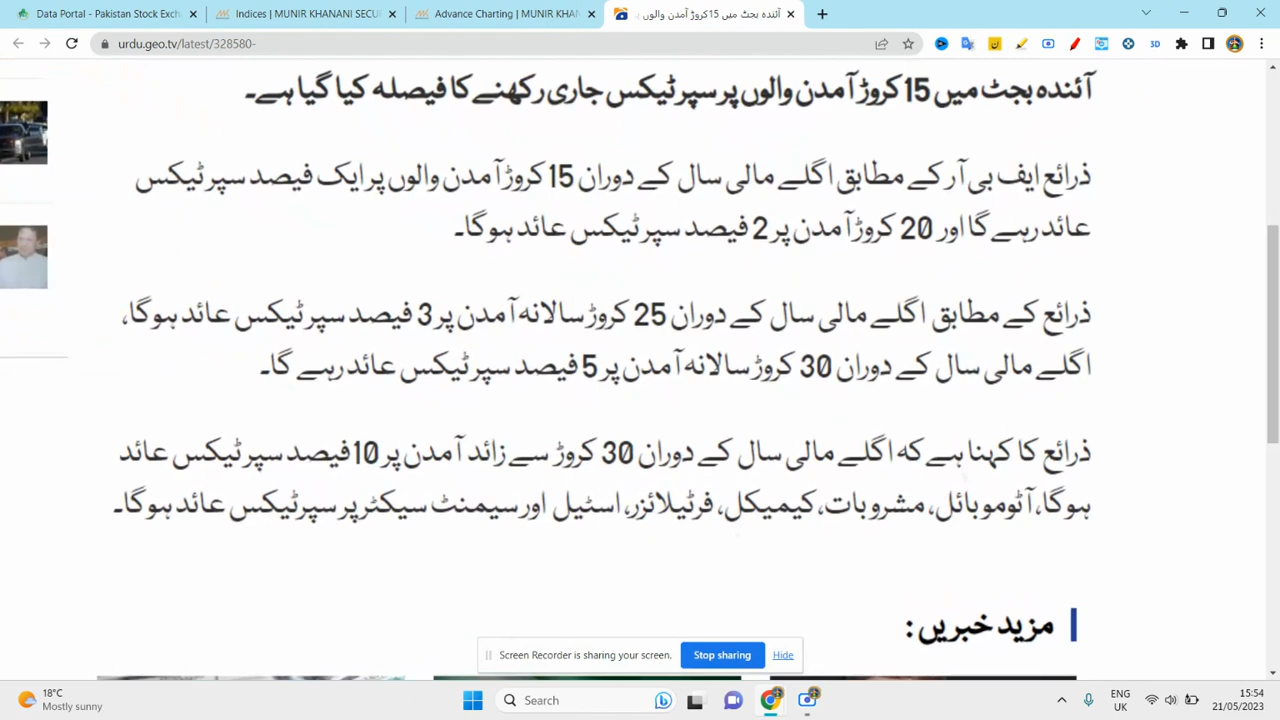 Data Portal - Pakistan Stock Exch
Indices | MUNIR KHANANI SECU
Advance Charting | MUNIR KHAN
آئندہ بجٹ میں 15 کروڑ آمدن والوں پر
urdu.geo.tv/latest/328580-
آئندہ بجٹ میں 15 کروڑ آمدن والوں پر سپر ٹیکس جاری رکھنے کا فیصلہ کیا گیا ہے۔
ذرائع ایف بی آر کے مطابق اگلے مالی سال کے دوران 15 کروڑ آمدن والوں پر ایک فیصد سپر ٹیکس
عائد رہے گا اور 20 کروڑ آمدن پر 2 فیصد سپر ٹیکس عائد ہوگا۔
ذرائع کے مطابق اگلے مالی سال کے دوران 25 کروڑ سالانہ آمدن پر 3 فیصد سپر ٹیکس عائد ہوگا،
اگلے مالی سال کے دوران 30 کروڑ سالانہ آمدن پر 5 فیصد سپر ٹیکس عائد رہے گا۔
ذرائع کا کہنا ہے کہ اگلے مالی سال کے دوران 30 کروڑ سے زائد آمدن پر 10 فیصد سپر ٹیکس عائد
ہوگا، آٹوموبائل، مشروبات، کیمیکل، فرٹیلائزر، اسٹیل اور سیمنٹ سیکٹر پر سپر ٹیکس عائد ہوگا۔
مزید خبریں :
Screen Recorder is sharing your screen.
Stop sharing
Hide
18°C
Mostly sunny
Search
ENG
UK
15:54
21/05/2023